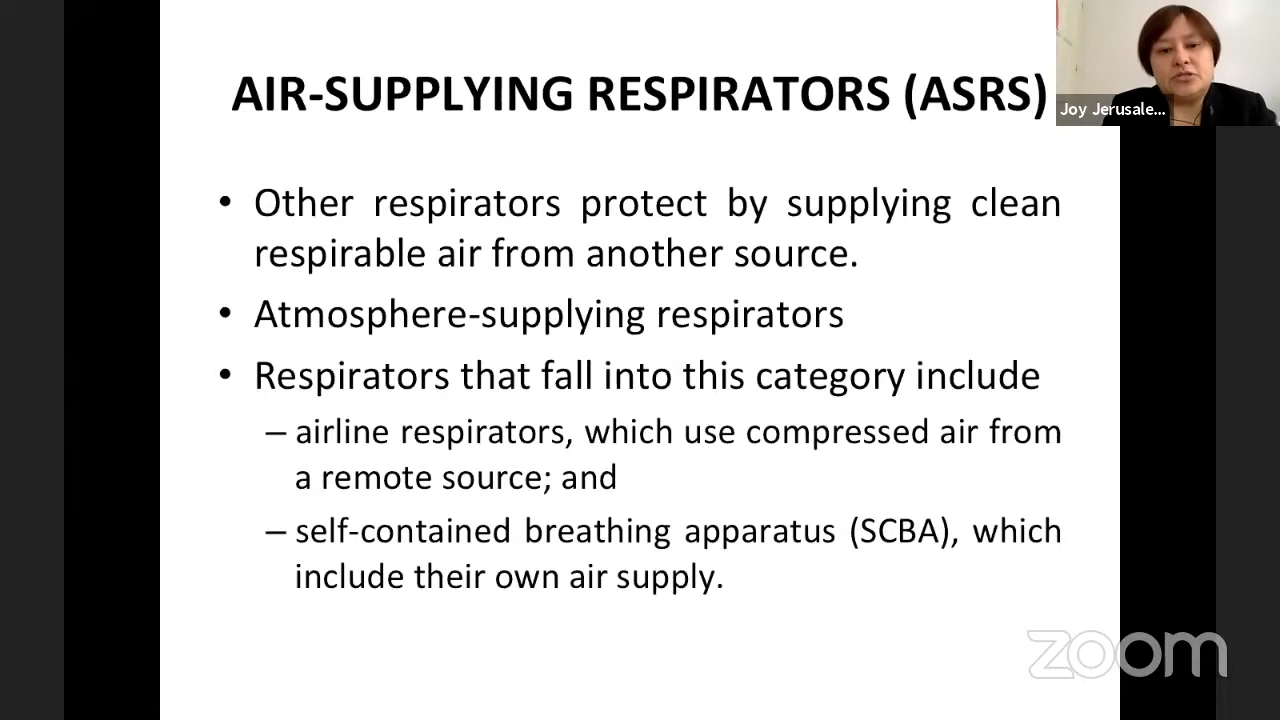 AIR-SUPPLYING RESPIRATORS (ASRS)
Joy Jerusale...
• Other respirators protect by supplying clean
respirable air from another source.
• Atmosphere-supplying respirators
• Respirators that fall into this category include
– airline respirators, which use compressed air from
a remote source; and
– self-contained breathing apparatus (SCBA), which
include their own air supply.
zoom